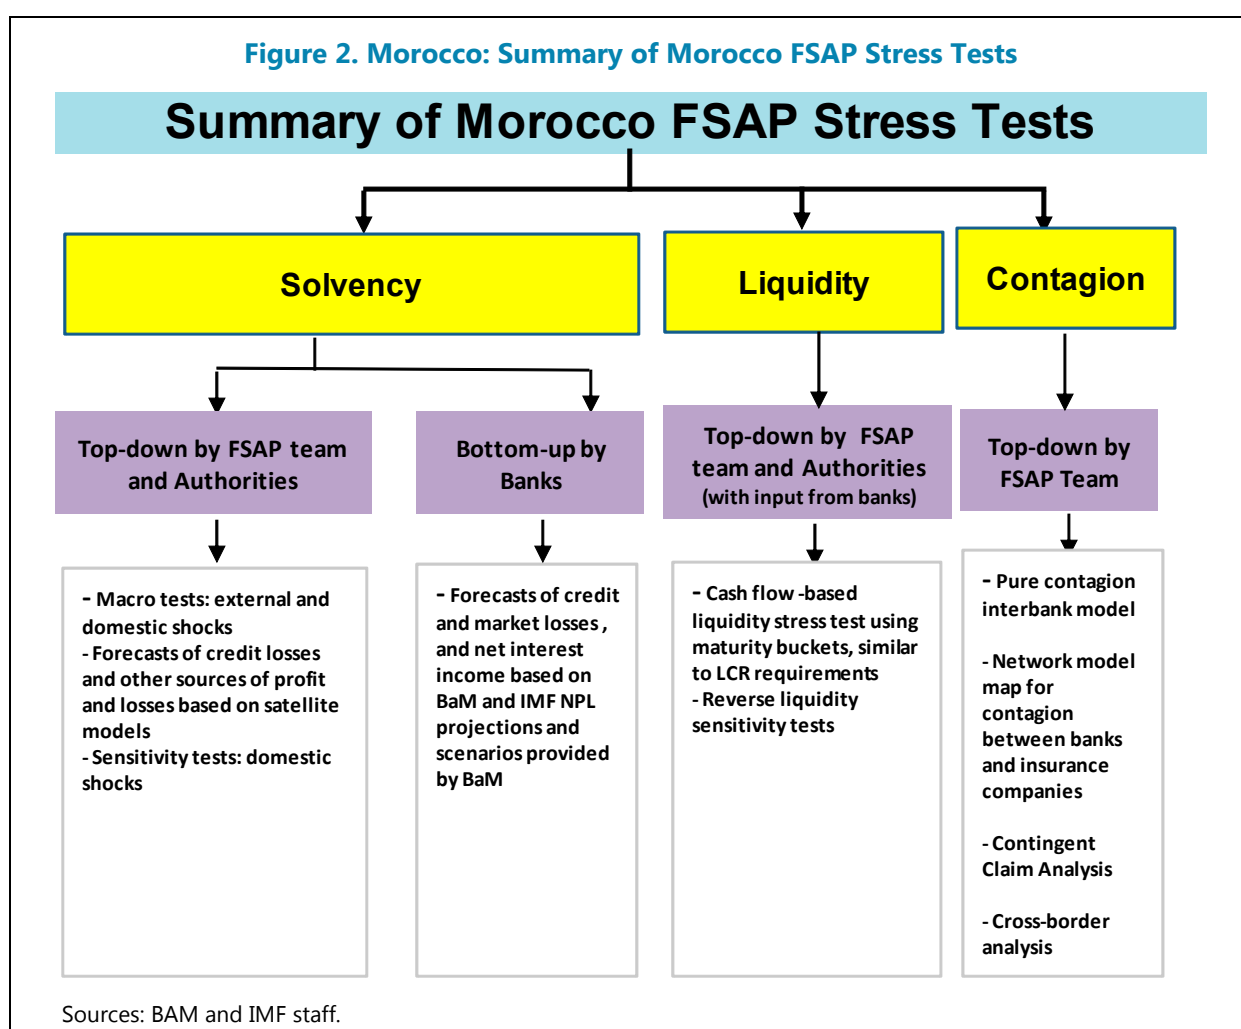 Figure 2. Morocco: Summary of Morocco FSAP Stress Tests
Summary of Morocco FSAP Stress Tests
Solvency
Liquidity
Contagion
Top-down by FSAP team
and Authorities
Bottom-up by
Banks
Top-down by FSAP
team and Authorities
(with input from banks)
Top-down by
FSAP Team
- Macro tests: external and
domestic shocks
- Forecasts of credit losses
and other sources of profit
and losses based on satellite
models
- Sensitivity tests: domestic
shocks
- Forecasts of credit
and market losses ,
and net interest
income based on
BaM and IMF NPL
projections and
scenarios provided
by BaM
- Cash flow -based
liquidity stress test using
maturity buckets, similar
to LCR requirements
- Reverse liquidity
sensitivity tests
- Pure contagion
interbank model
- Network model
map for
contagion
between banks
and insurance
companies
- Contingent
Claim Analysis
- Cross-border
analysis
Sources: BAM and IMF staff.